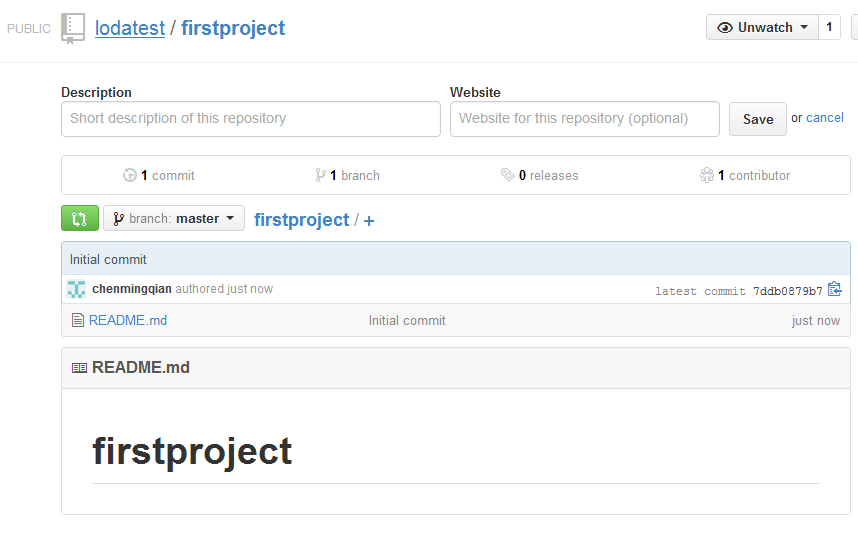 PUBLIC lodatest / firstproject Unwatch 1
Description Website
Short description of this repository Website for this repository (optional) Save or cancel
1 commit 1 branch 0 releases 1 contributor
branch: master firstproject / +
Initial commit
chenmingqian authored just now latest commit 7ddb0879b7
README.md Initial commit just now
README.md
firstproject